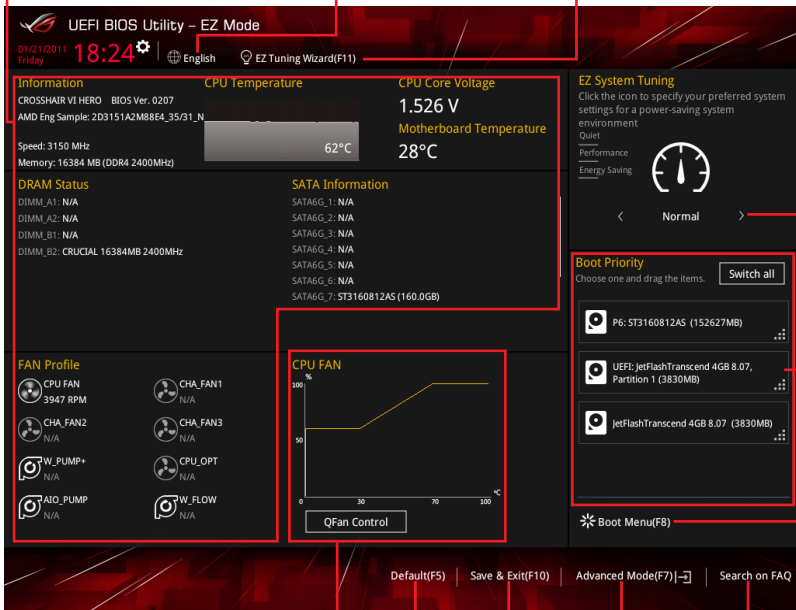 UEFI BIOS Utility – EZ Mode
01/21/2011
Friday
18:24
English
EZ Tuning Wizard(F11)
Information
CROSSHAIR VI HERO BIOS Ver. 0207
AMD Eng Sample: 2D3151A2M88E4_35/31_N
Speed: 3150 MHz
Memory: 16384 MB (DDR4 2400MHz)
CPU Temperature
62°C
CPU Core Voltage
1.526 V
Motherboard Temperature
28°C
EZ System Tuning
Click the icon to specify your preferred system
settings for a power-saving system
environment
Quiet
Performance
Energy Saving
Normal
DRAM Status
DIMM_A1: N/A
DIMM_A2: N/A
DIMM_B1: N/A
DIMM_B2: CRUCIAL 16384MB 2400MHz
SATA Information
SATA6G_1: N/A
SATA6G_2: N/A
SATA6G_3: N/A
SATA6G_4: N/A
SATA6G_5: N/A
SATA6G_6: N/A
SATA6G_7: ST3160812AS (160.0GB)
Boot Priority
Choose one and drag the items.
Switch all
P6: ST3160812AS (152627MB)
UEFI: JetFlashTranscend 4GB 8.07,
Partition 1 (3830MB)
JetFlashTranscend 4GB 8.07 (3830MB)
FAN Profile
CPU FAN
3947 RPM
CHA_FAN1
N/A
CHA_FAN2
N/A
CHA_FAN3
N/A
W_PUMP+
N/A
CPU_OPT
N/A
AIO_PUMP
N/A
W_FLOW
N/A
CPU FAN
%
100
50
0
30
70
100
°C
QFan Control
Boot Menu(F8)
Default(F5)
Save & Exit(F10)
Advanced Mode(F7)
Search on FAQ